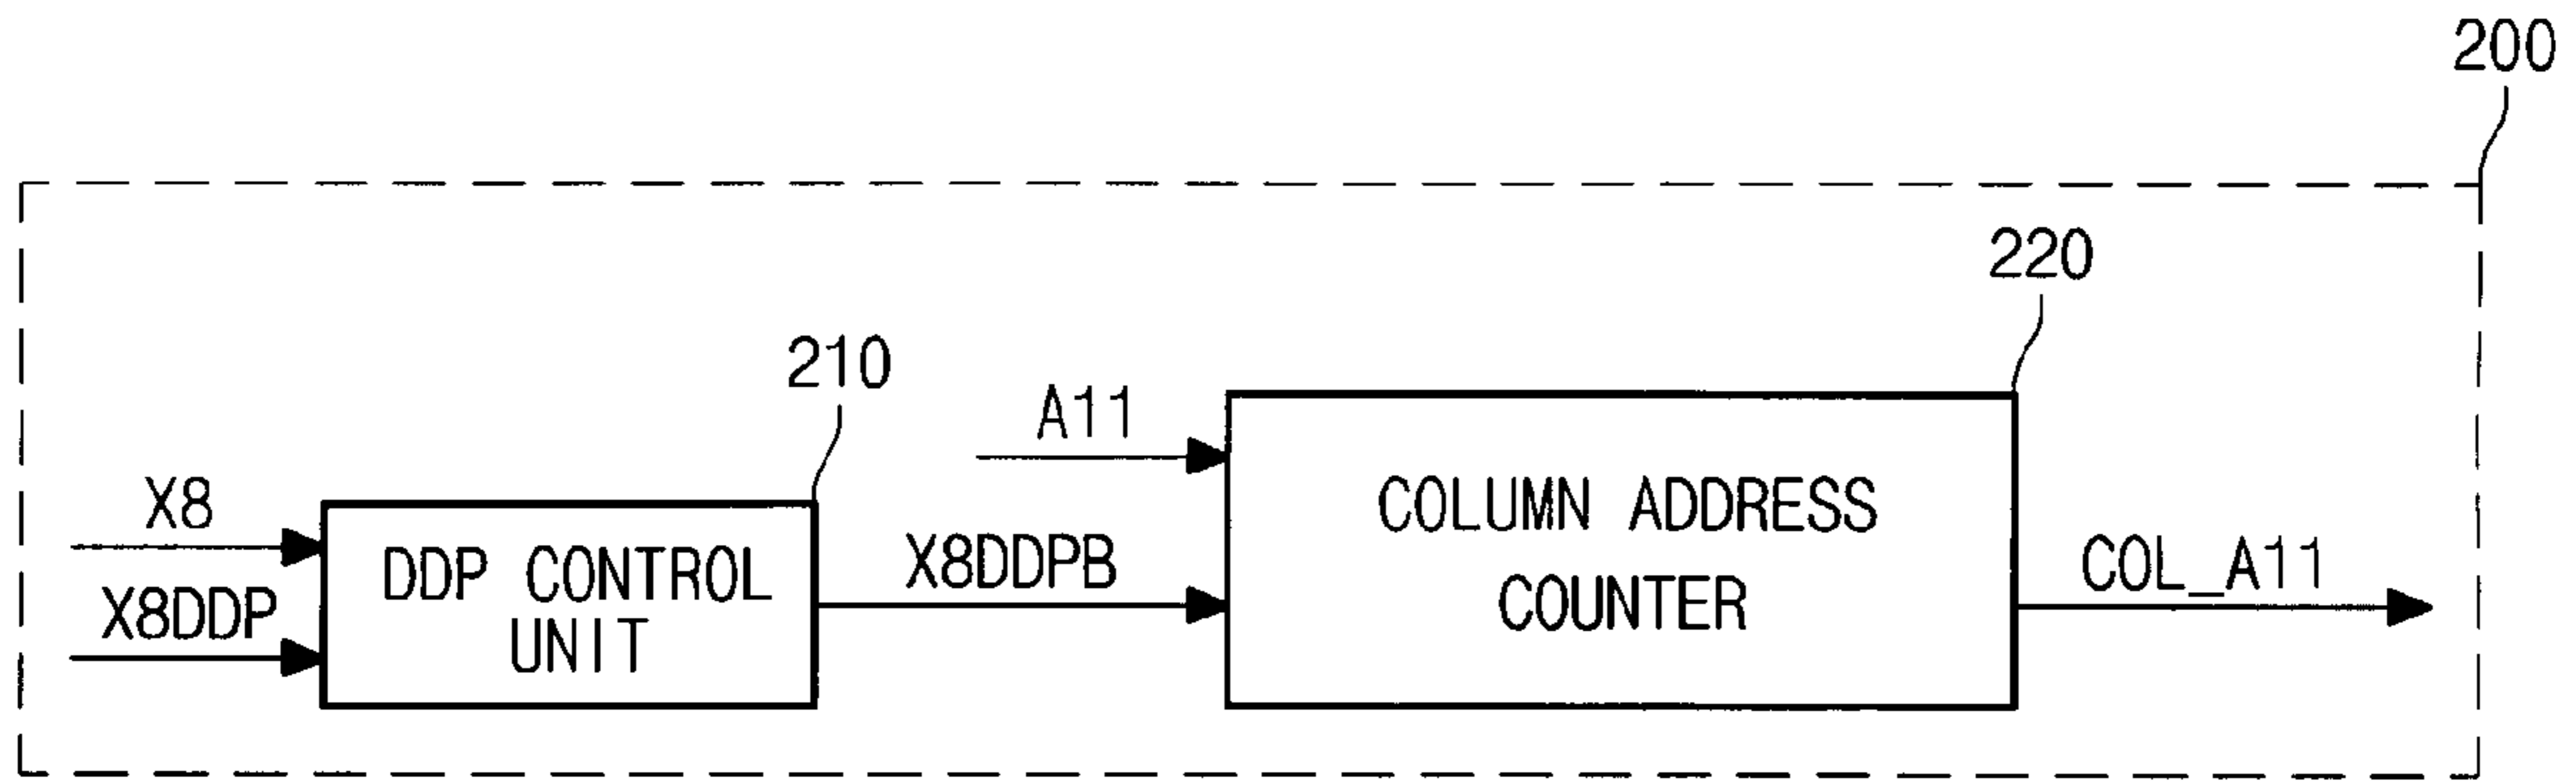 200
220
210
A11
X8
X8DDP
DDP CONTROL
UNIT
X8DDPB
COLUMN ADDRESS
COUNTER
COL_A11